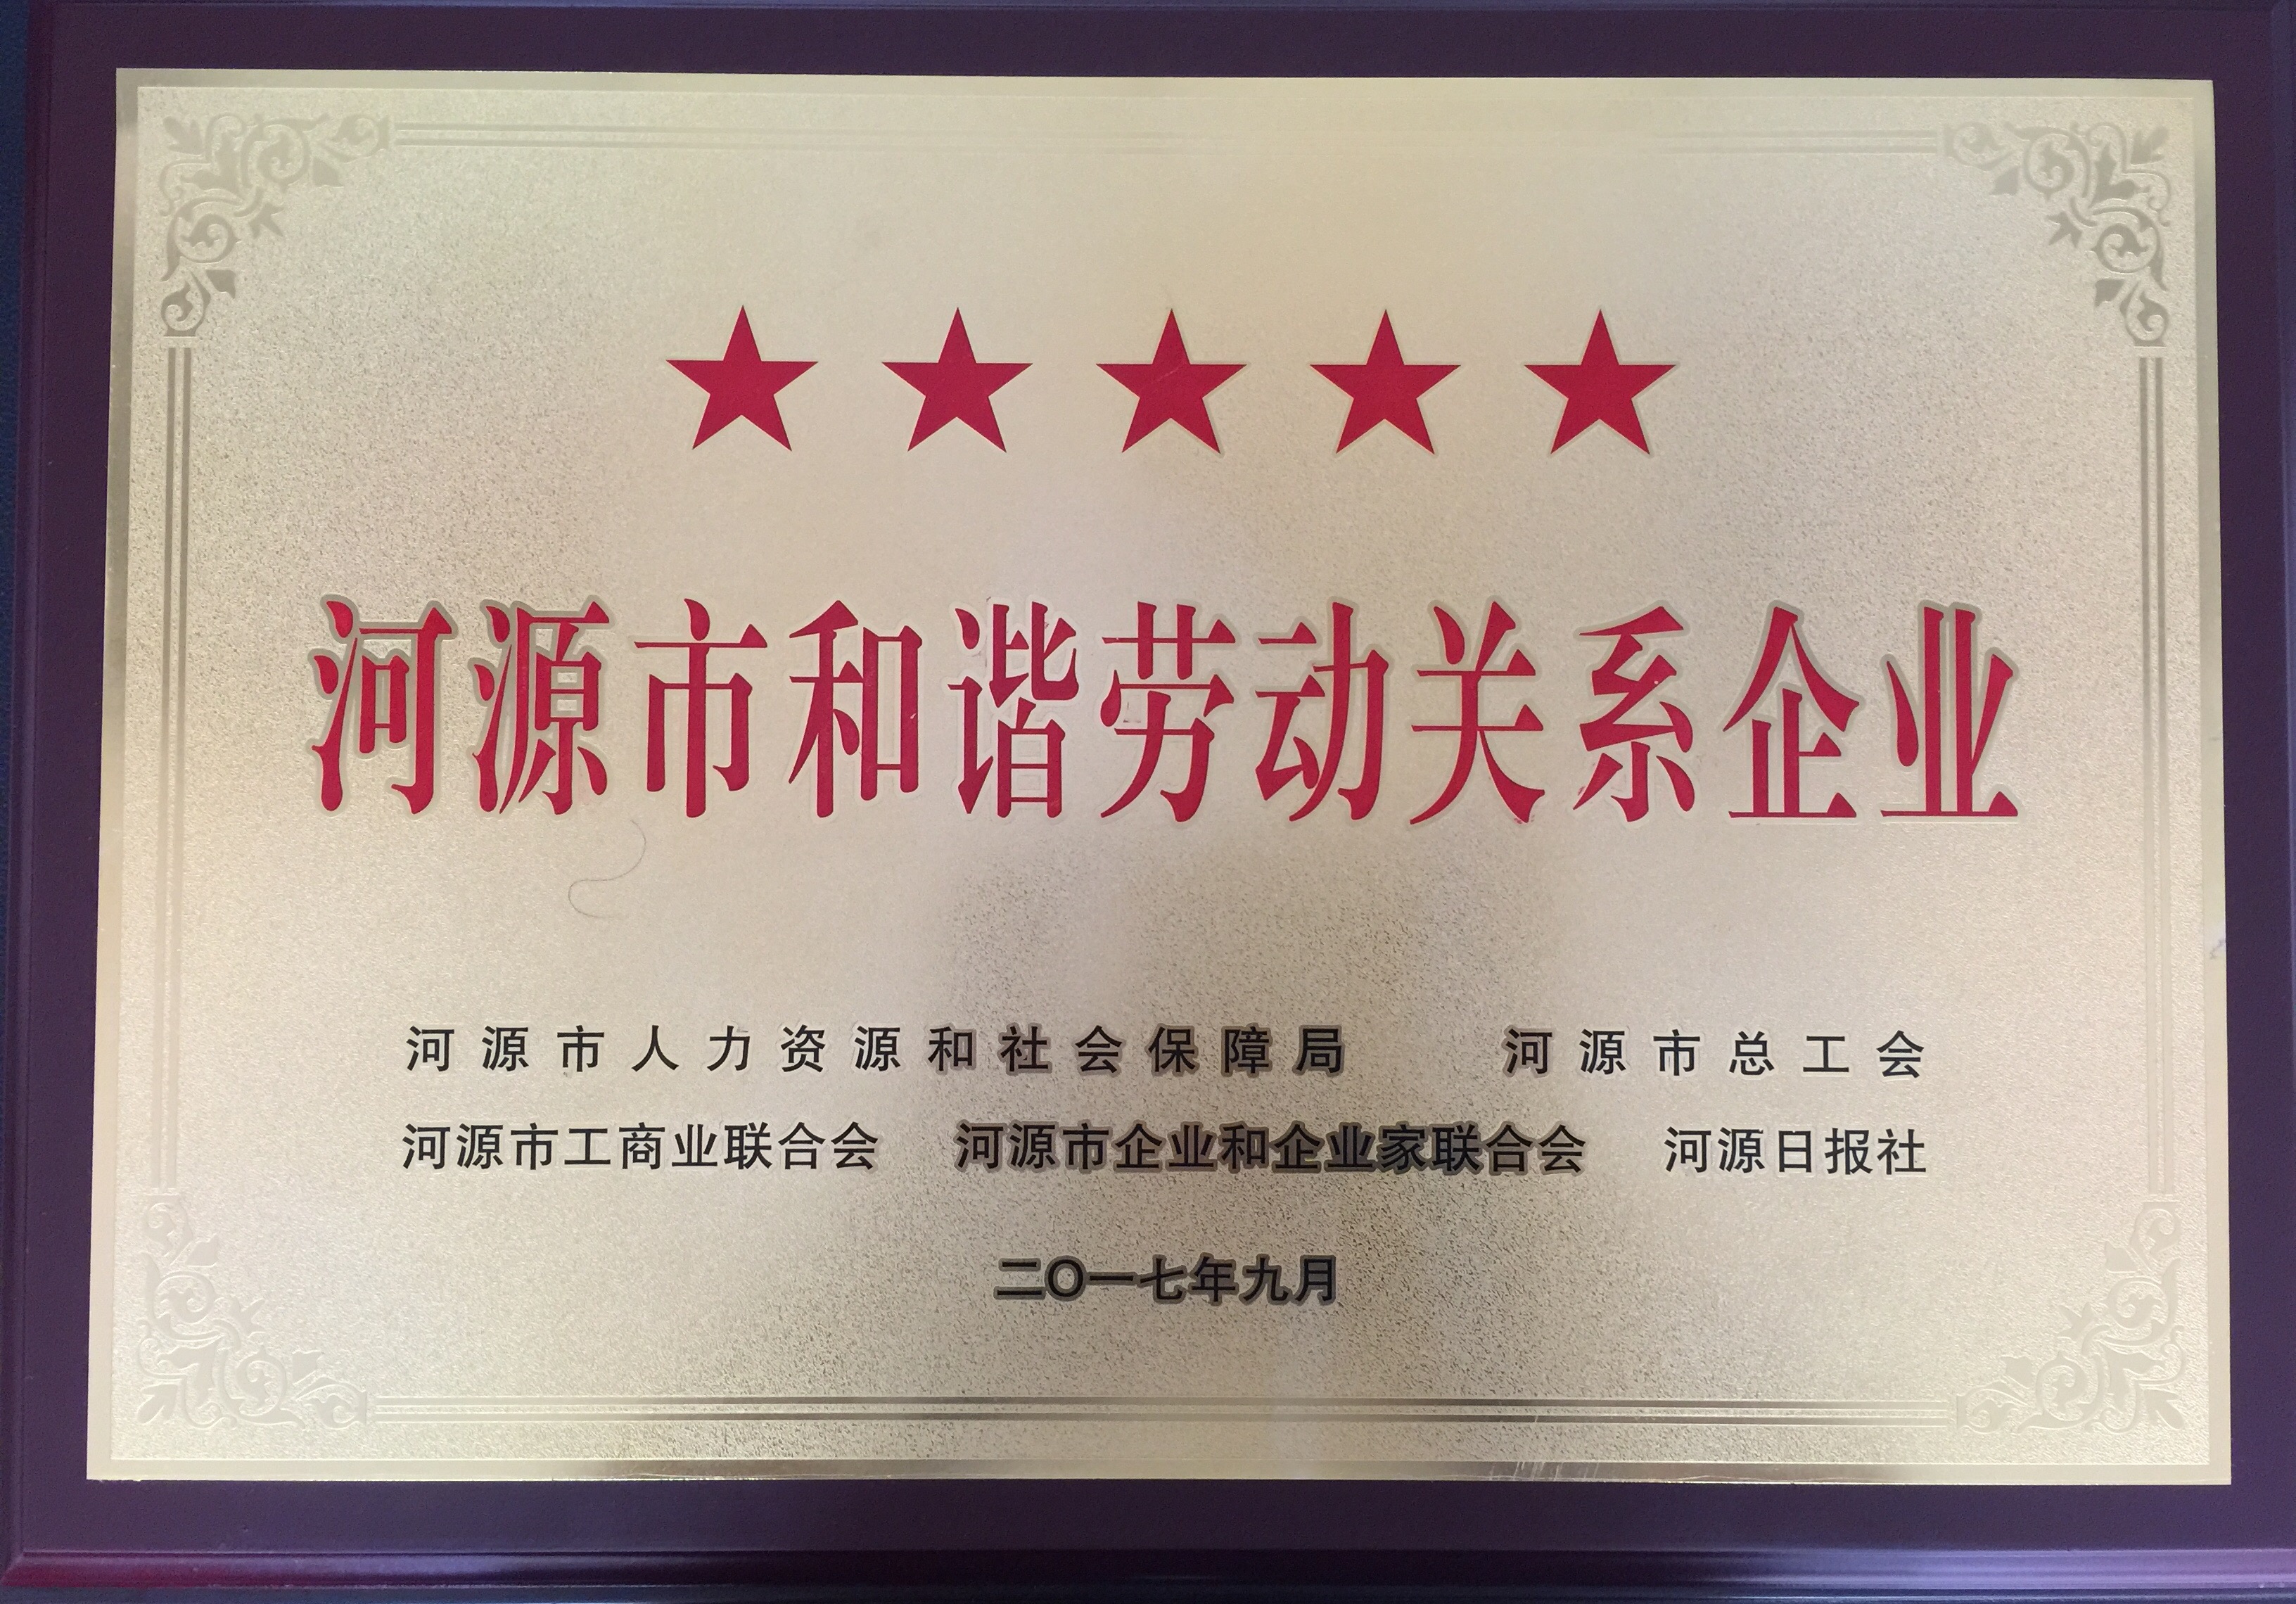 河源市和谐劳动关系企业
河源市人力资源和社会保障局 河源市总工会
河源市工商业联合会 河源市企业和企业家联合会 河源日报社
二〇一七年九月